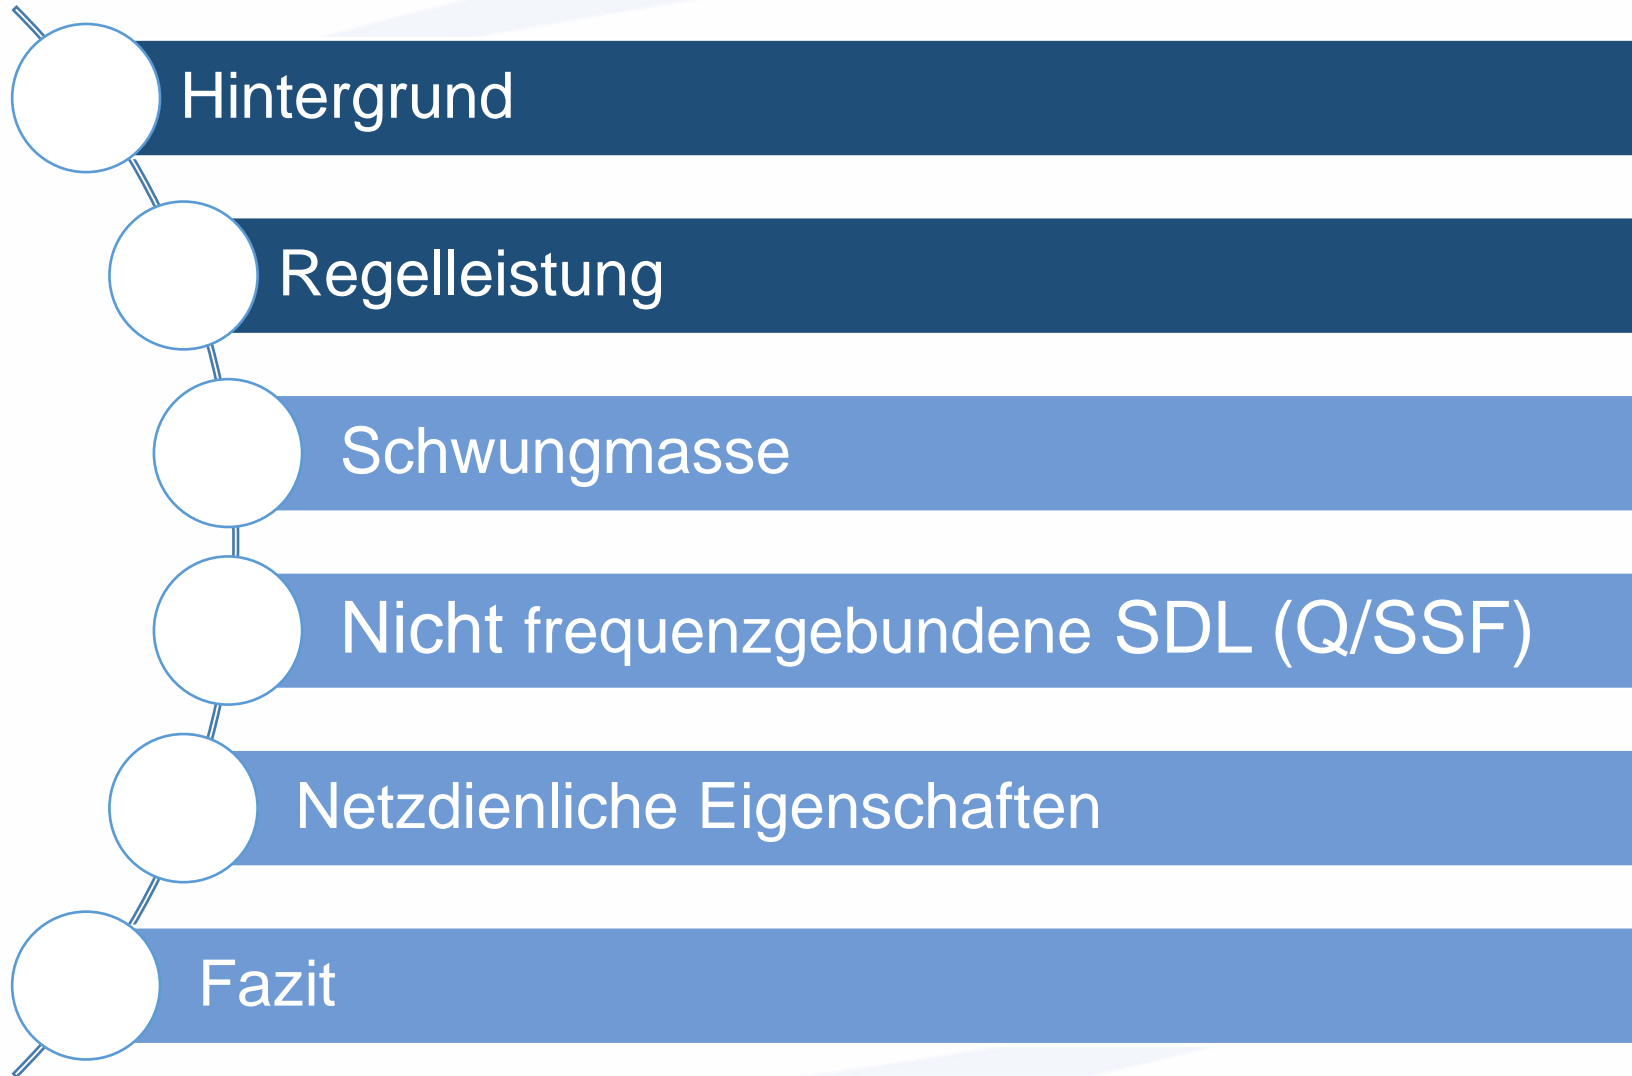 Hintergrund
Regelleistung
Schwungmasse
Nicht frequenzgebundene SDL (Q/SSF)
Netzdienliche Eigenschaften
Fazit